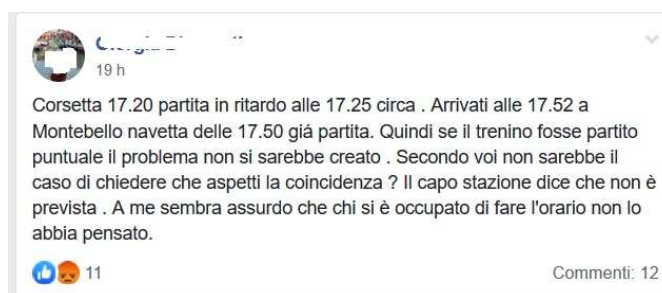 19 h
Corsetta 17.20 partita in ritardo alle 17.25 circa . Arrivati alle 17.52 a
Montebello navetta delle 17.50 giá partita. Quindi se il trenino fosse partito
puntuale il problema non si sarebbe creato . Secondo voi non sarebbe il
caso di chiedere che aspetti la coincidenza ? Il capo stazione dice che non è
prevista . A me sembra assurdo che chi si è occupato di fare l'orario non lo
abbia pensato.
11
Commenti: 12